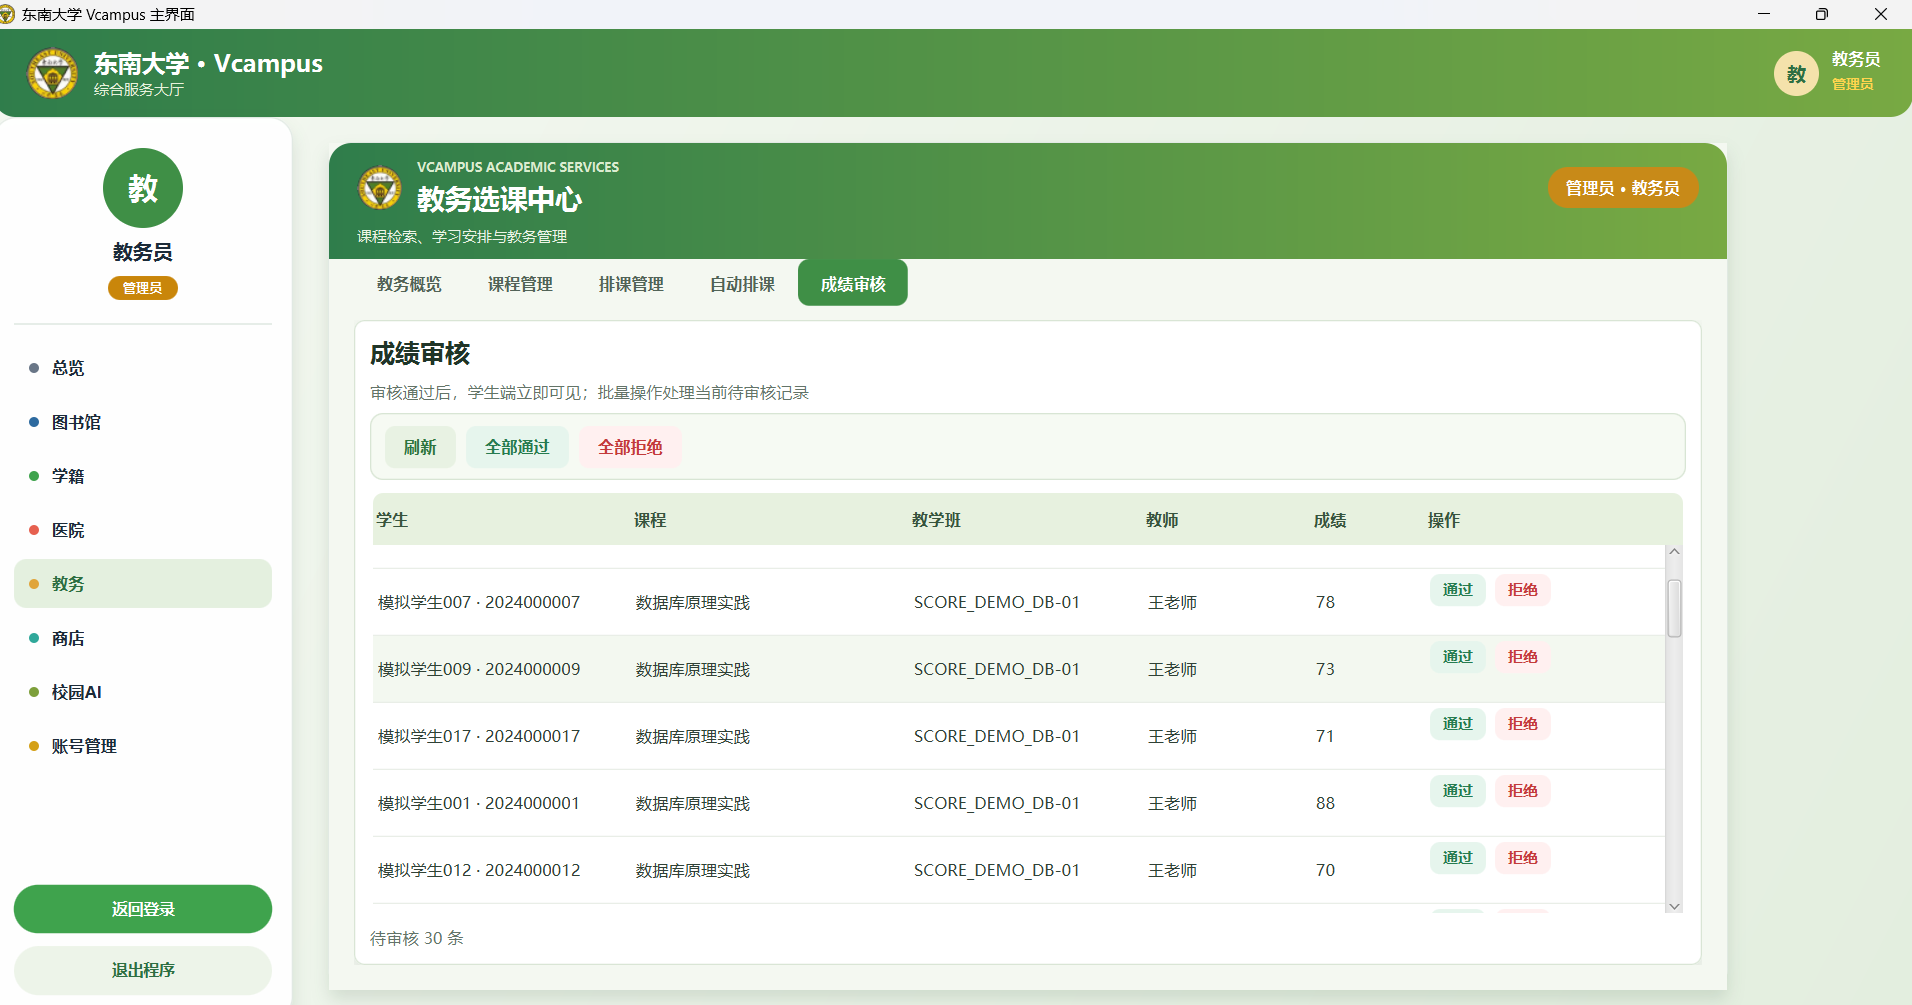 东南大学 Vcampus 主界面
东南大学 • Vcampus
综合服务大厅
教
教务员
管理员
教
教务员
管理员
总览
图书馆
学籍
医院
教务
商店
校园AI
账号管理
返回登录
退出程序
VCAMPUS ACADEMIC SERVICES
教务选课中心
课程检索、学习安排与教务管理
管理员 • 教务员
教务概览 课程管理 排课管理 自动排课 成绩审核
成绩审核
审核通过后，学生端立即可见；批量操作处理当前待审核记录
刷新 全部通过 全部拒绝
学生 课程 教学班 教师 成绩 操作
模拟学生007 · 2024000007 数据库原理实践 SCORE_DEMO_DB-01 王老师 78 通过 拒绝
模拟学生009 · 2024000009 数据库原理实践 SCORE_DEMO_DB-01 王老师 73 通过 拒绝
模拟学生017 · 2024000017 数据库原理实践 SCORE_DEMO_DB-01 王老师 71 通过 拒绝
模拟学生001 · 2024000001 数据库原理实践 SCORE_DEMO_DB-01 王老师 88 通过 拒绝
模拟学生012 · 2024000012 数据库原理实践 SCORE_DEMO_DB-01 王老师 70 通过 拒绝
待审核 30 条